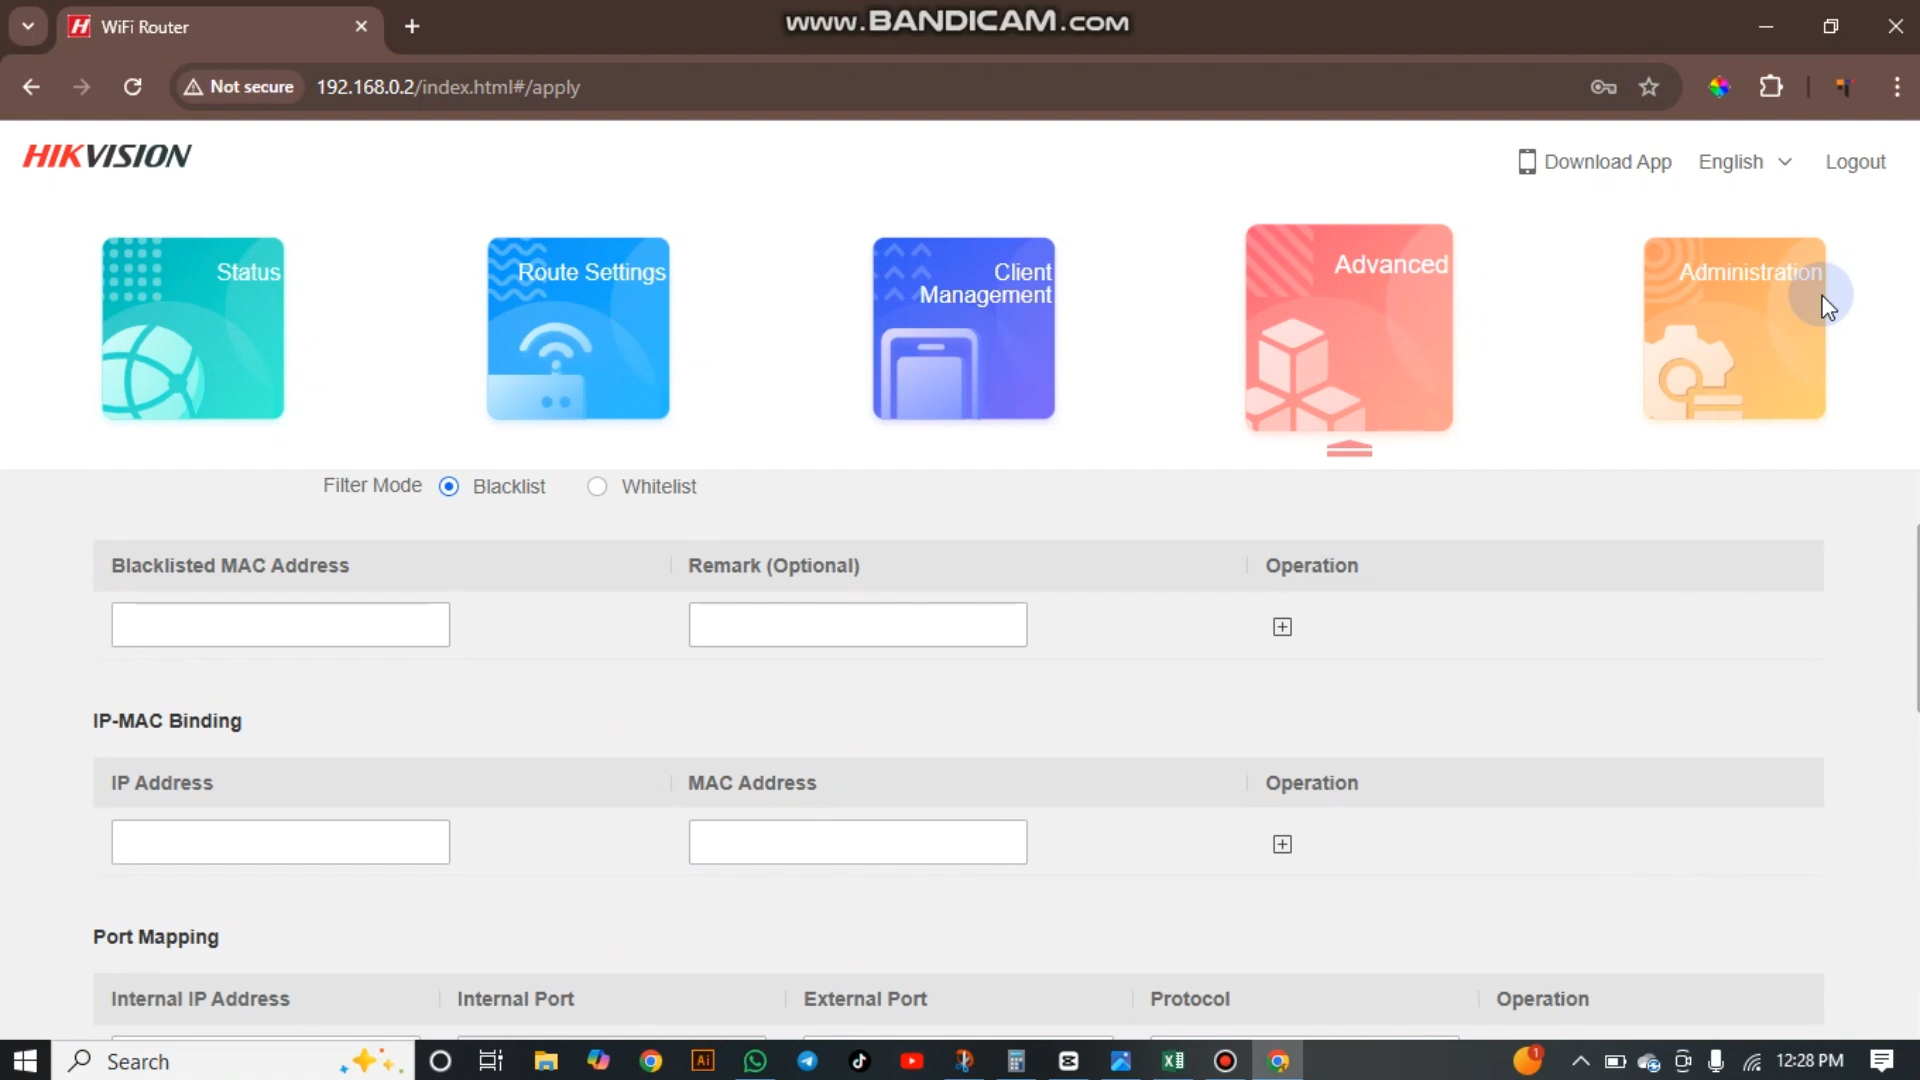 WiFi Router
www.BANDICAM.com
Not secure
192.168.0.2/index.html#/apply
HIKVISION
Download App
English
Logout
Status
Route Settings
Client
Management
Advanced
Administration
Filter Mode
Blacklist
Whitelist
Blacklisted MAC Address
Remark (Optional)
Operation
IP-MAC Binding
IP Address
MAC Address
Operation
Port Mapping
Internal IP Address
Internal Port
External Port
Protocol
Operation
Search
Ai
1
12:28 PM